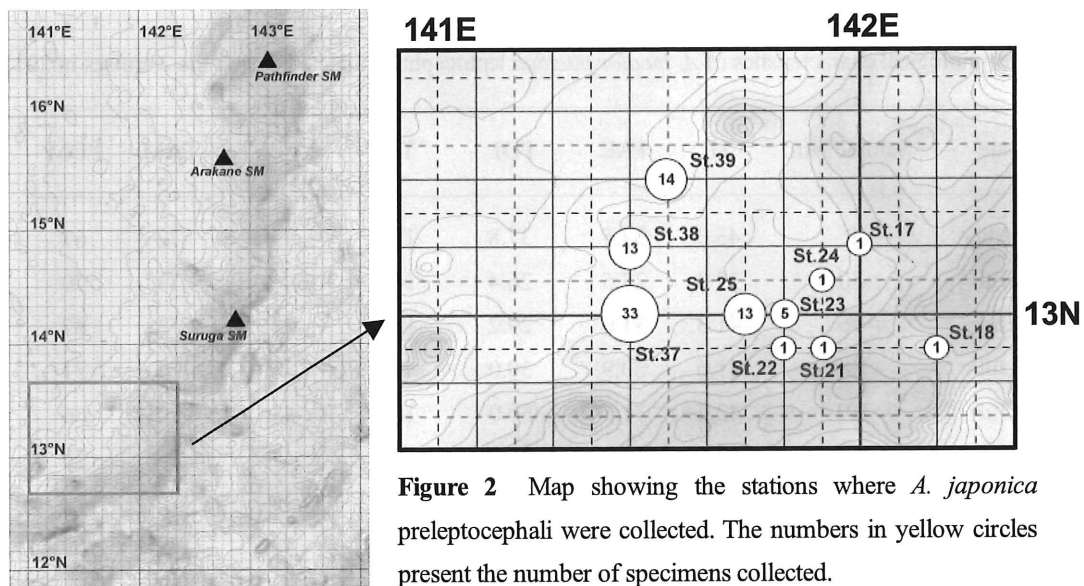 141°E 142°E 143°E
Pathfinder SM
16°N
Arakane SM
15°N
Suruga SM
14°N
13°N
12°N
141E 142E
St.39
14
St.38
13
St.17
1
St.24
1
St. 25
13
5
St.23
33
St.37
13N
St.18
1
1
St.22
1
St.21
Figure 2 Map showing the stations where A. japonica
preleptocephali were collected. The numbers in yellow circles
present the number of specimens collected.